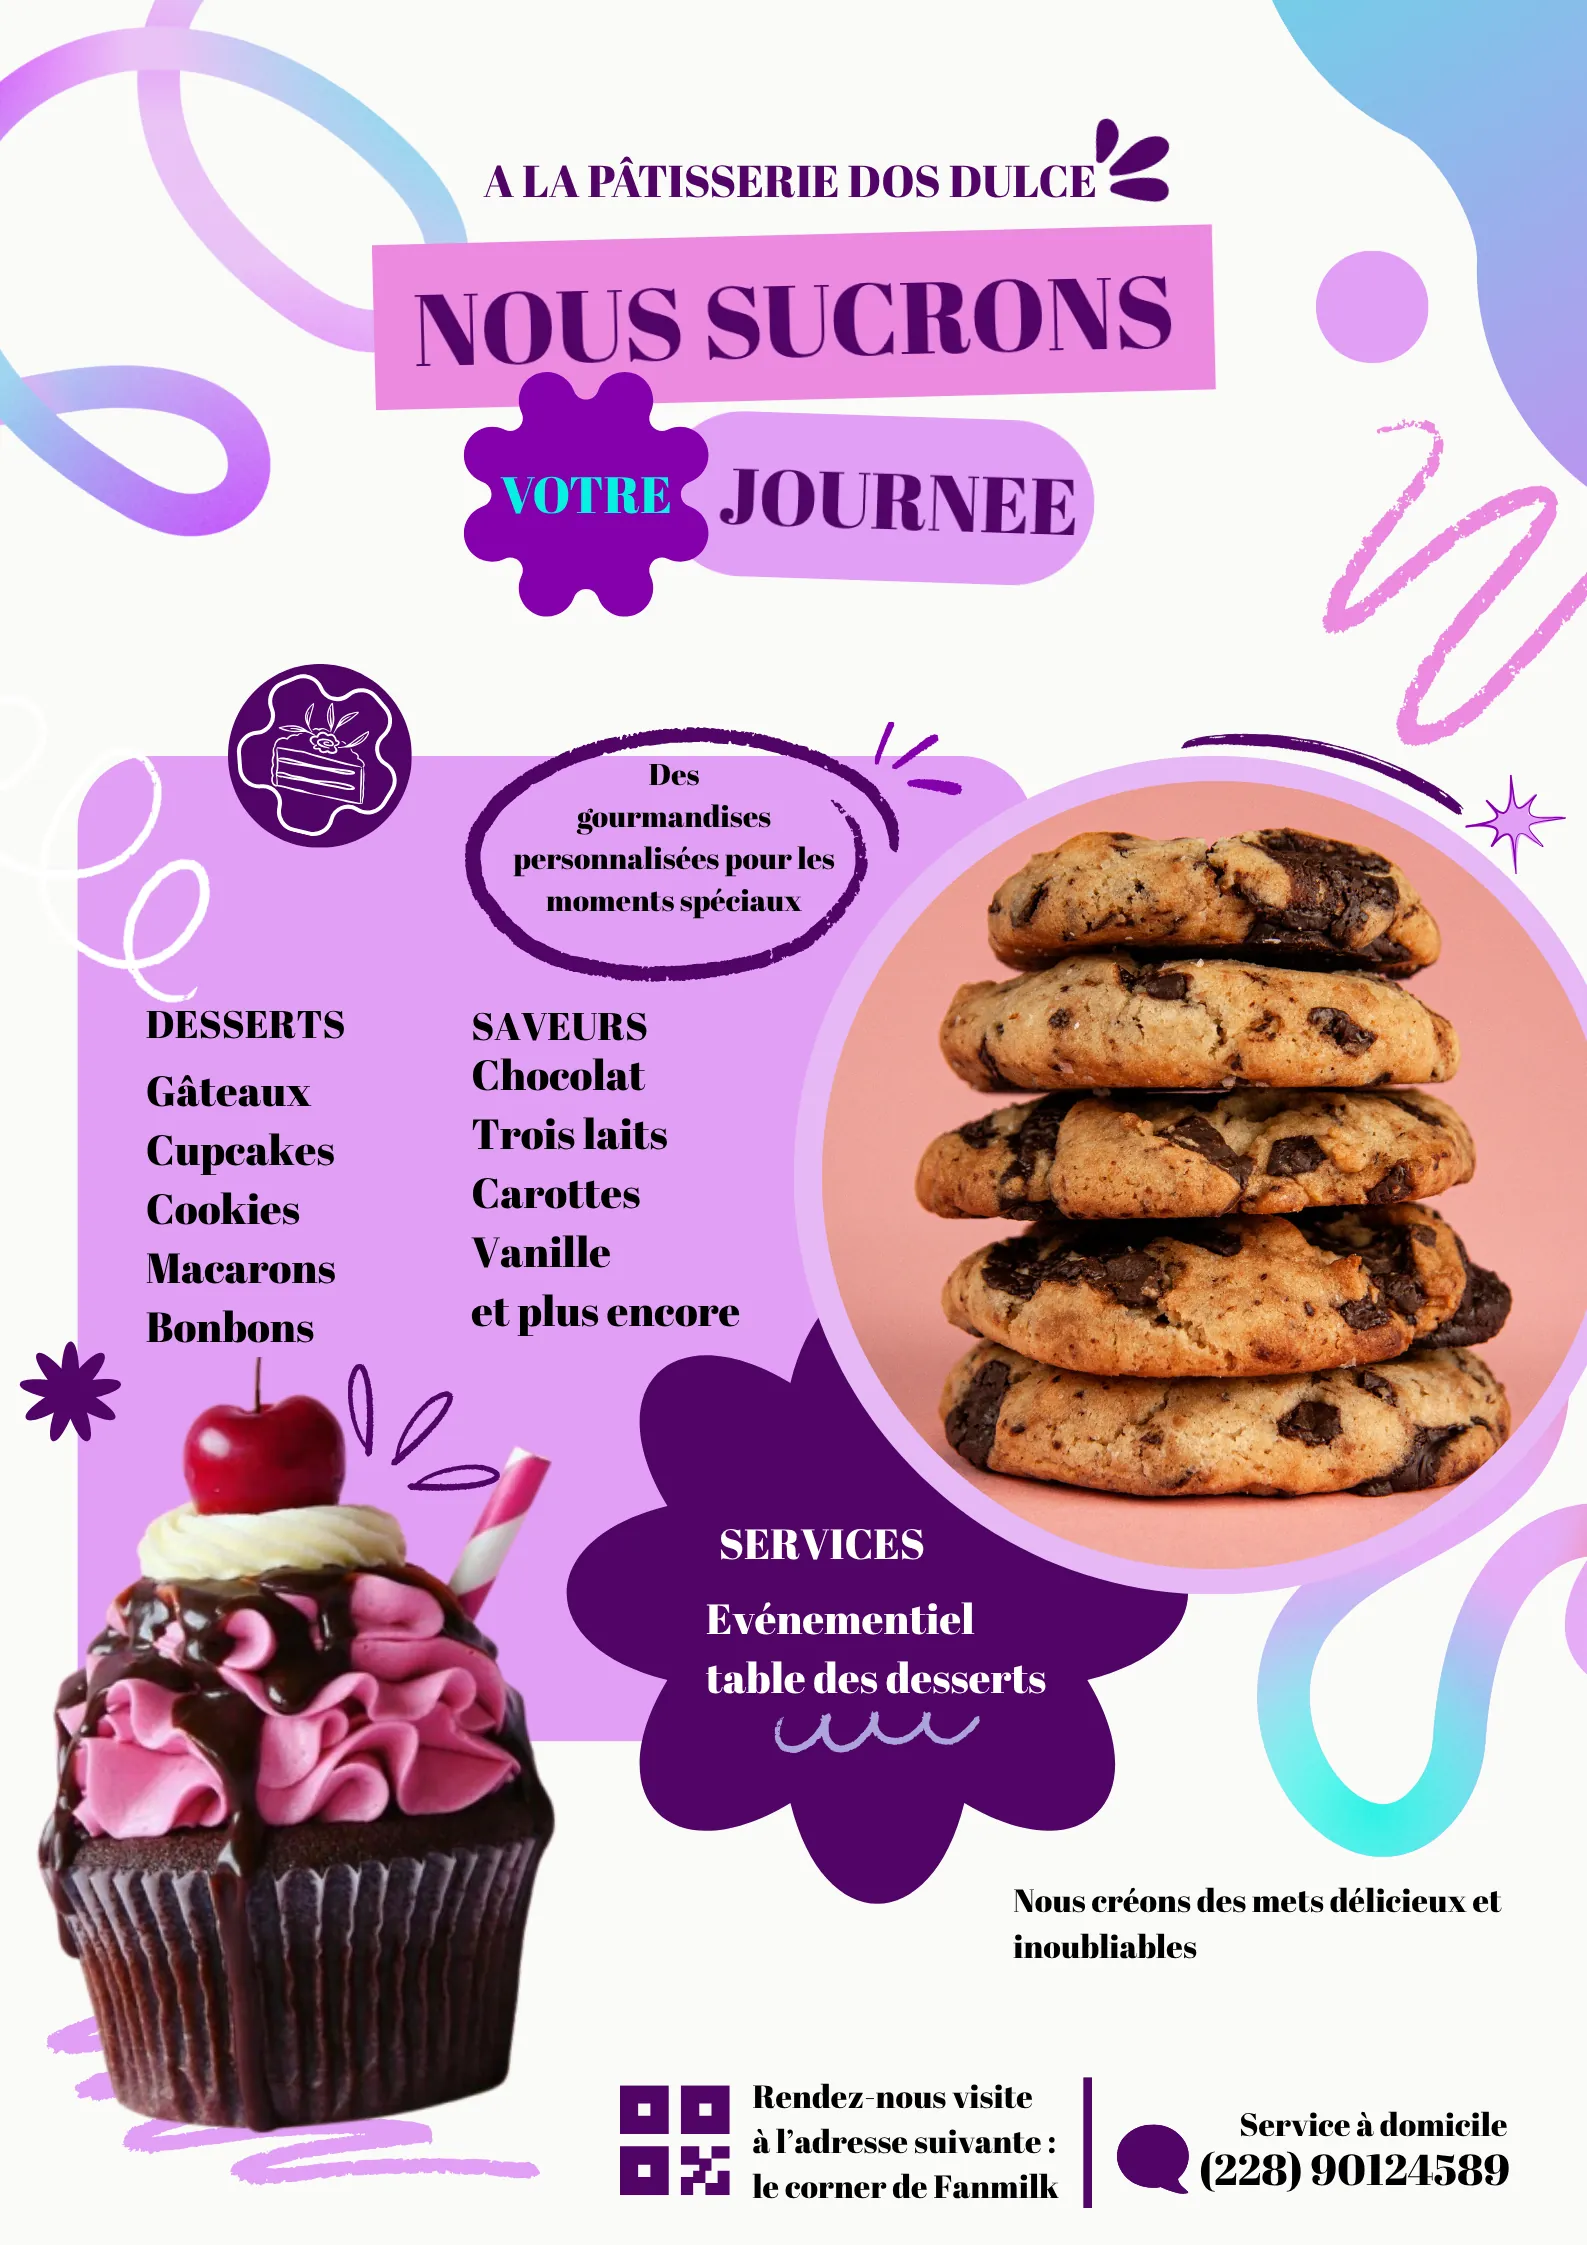 A LA PÂTISSERIE DOS DULCE
NOUS SUCRONS
VOTRE
JOURNEE
Des
gourmandises
personnalisées pour les
moments spéciaux
DESSERTS
Gâteaux
Cupcakes
Cookies
Macarons
Bonbons
SAVEURS
Chocolat
Trois laits
Carottes
Vanille
et plus encore
SERVICES
Evénementiel
table des desserts
Nous créons des mets délicieux et
inoubliables
Rendez-nous visite
à l’adresse suivante :
le corner de Fanmilk
Service à domicile
(228) 90124589